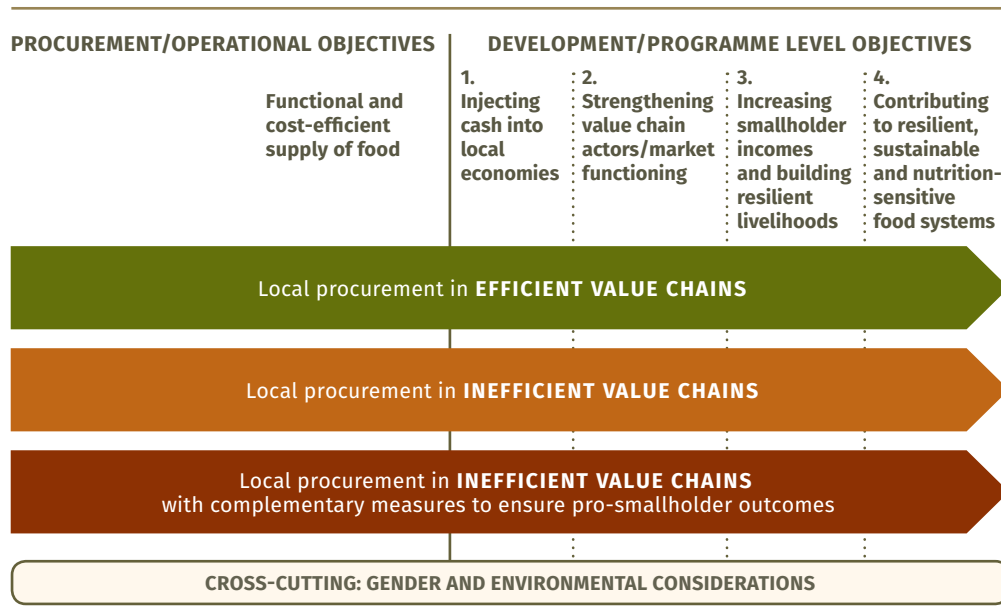 PROCUREMENT/OPERATIONAL OBJECTIVES
DEVELOPMENT/PROGRAMME LEVEL OBJECTIVES
Functional and
cost-efficient
supply of food
1.
Injecting
cash into
local
economies
2.
Strengthening
value chain
actors/market
functioning
3.
Increasing
smallholder
incomes
and building
resilient
livelihoods
4.
Contributing
to resilient,
sustainable
and nutrition-
sensitive
food systems
Local procurement in EFFICIENT VALUE CHAINS
Local procurement in INEFFICIENT VALUE CHAINS
Local procurement in INEFFICIENT VALUE CHAINS
with complementary measures to ensure pro-smallholder outcomes
CROSS-CUTTING: GENDER AND ENVIRONMENTAL CONSIDERATIONS